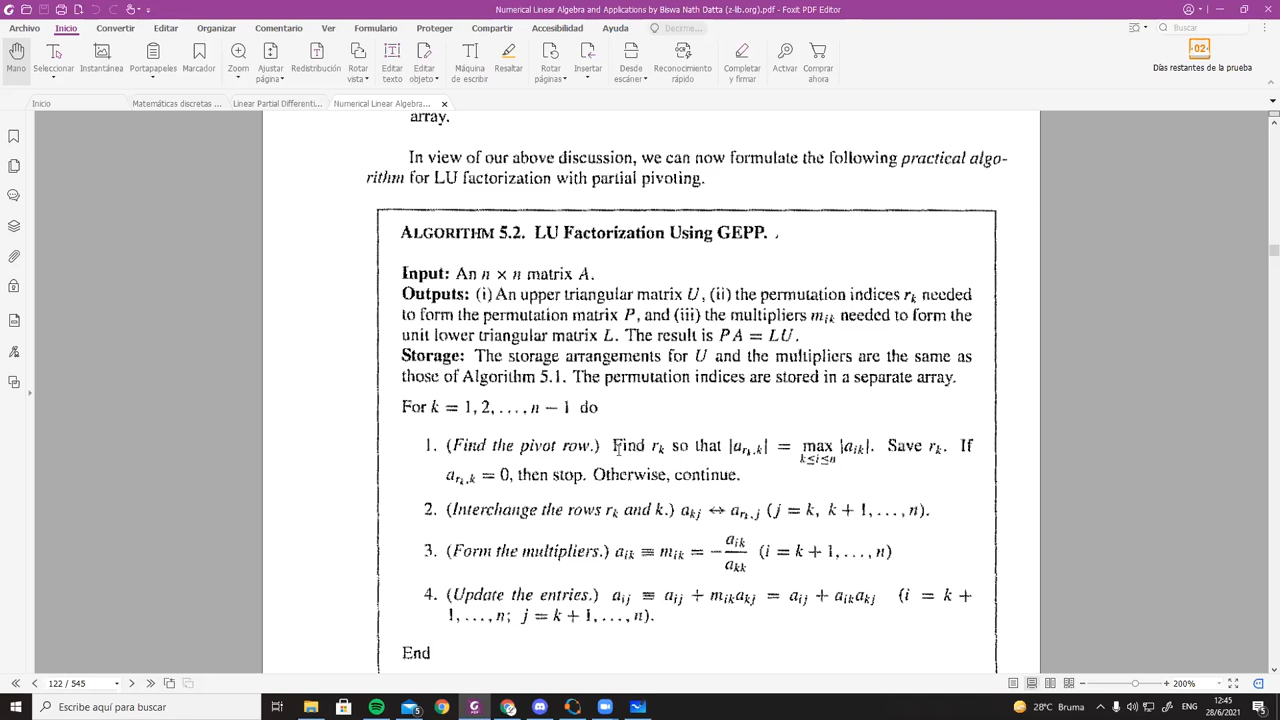 Numerical Linear Algebra and Applications by Biswa Nath Datta (z-lib.org).pdf - Foxit PDF Editor
Archivo Inicio Convertir Editar Organizar Comentario Ver Formulario Proteger Compartir Accesibilidad Ayuda Decirme... Buscar
Mano Seleccionar Instantánea Portapapeles Marcador Zoom Ajustar página Redistribución Rotar vista Editar texto Editar objeto Máquina de escribir Resaltar Rotar páginas Insertar Desde escáner Reconocimiento rápido Completar y firmar Activar Comprar ahora
-02-
Días restantes de la prueba
Inicio Matemáticas discretas ... Linear Partial Differenti... Numerical Linear Algebra...
array.
In view of our above discussion, we can now formulate the following practical algo-
rithm for LU factorization with partial pivoting.
ALGORITHM 5.2. LU Factorization Using GEPP.
Input: An n × n matrix A.
Outputs: (i) An upper triangular matrix U, (ii) the permutation indices r_k needed
to form the permutation matrix P, and (iii) the multipliers m_ik needed to form the
unit lower triangular matrix L. The result is PA = LU.
Storage: The storage arrangements for U and the multipliers are the same as
those of Algorithm 5.1. The permutation indices are stored in a separate array.
For k = 1, 2, ..., n − 1 do
1. (Find the pivot row.) Find r_k so that |a_{r_k,k}| = max_{k≤i≤n} |a_ik|. Save r_k. If
a_{r_k,k} = 0, then stop. Otherwise, continue.
2. (Interchange the rows r_k and k.) a_kj ↔ a_{r_k,j} (j = k, k + 1, ..., n).
3. (Form the multipliers.) a_ik ≡ m_ik = −a_ik/a_kk (i = k + 1, ..., n)
4. (Update the entries.) a_ij ≡ a_ij + m_ik a_kj = a_ij + a_ik a_kj (i = k +
1, ..., n; j = k + 1, ..., n).
End
122 / 545
200%
Escribe aquí para buscar
5
28°C Bruma
ENG
12:45
28/6/2021